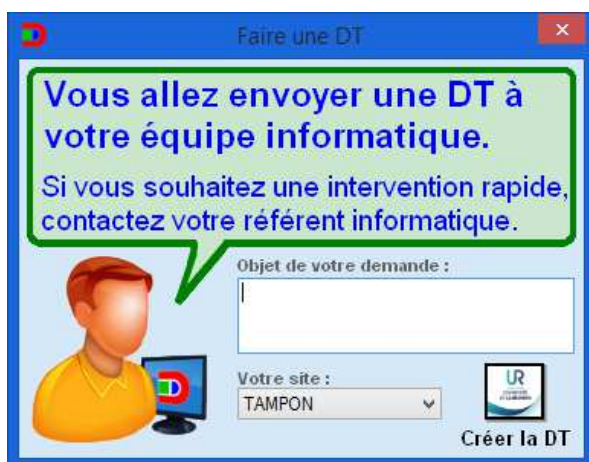 Faire une DT
Vous allez envoyer une DT à
votre équipe informatique.
Si vous souhaitez une intervention rapide,
contactez votre référent informatique.
Objet de votre demande :
Votre site :
TAMPON
UR
Créer la DT